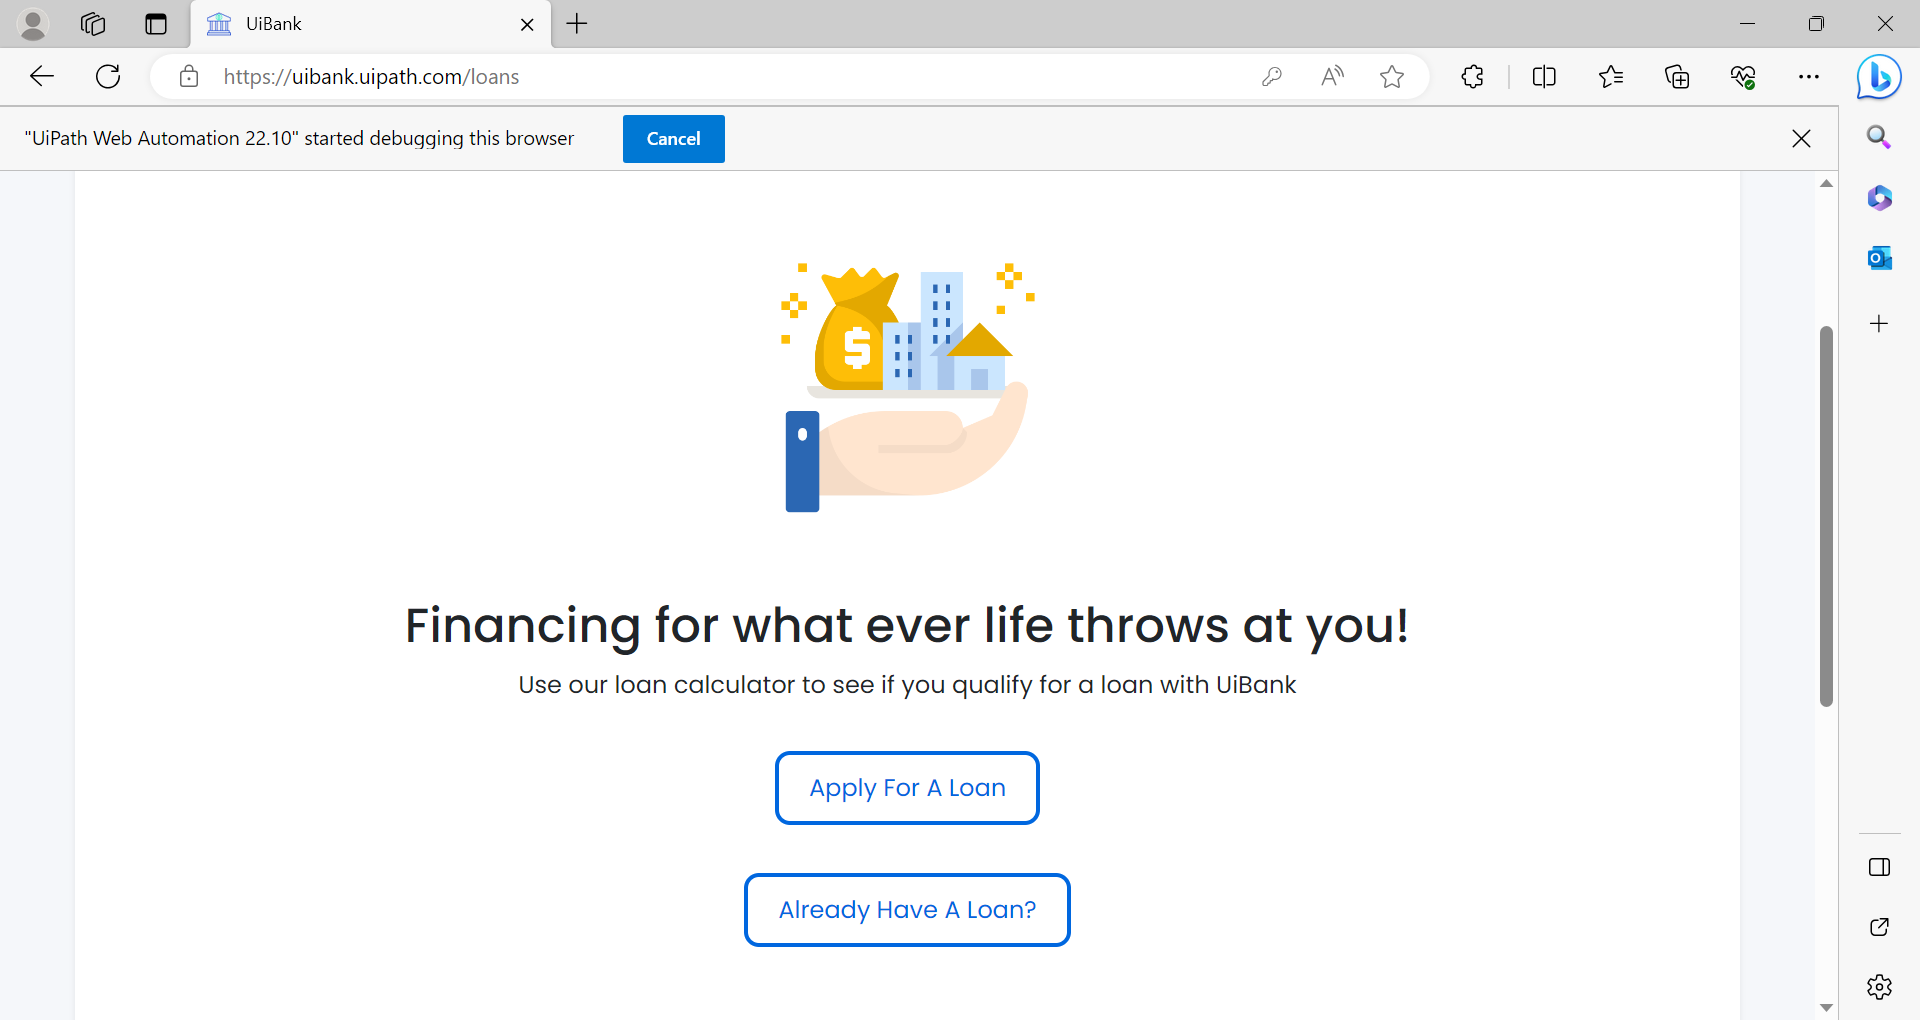 UiBank
https://uibank.uipath.com/loans
"UiPath Web Automation 22.10" started debugging this browser
Cancel
Financing for what ever life throws at you!
Use our loan calculator to see if you qualify for a loan with UiBank
Apply For A Loan
Already Have A Loan?